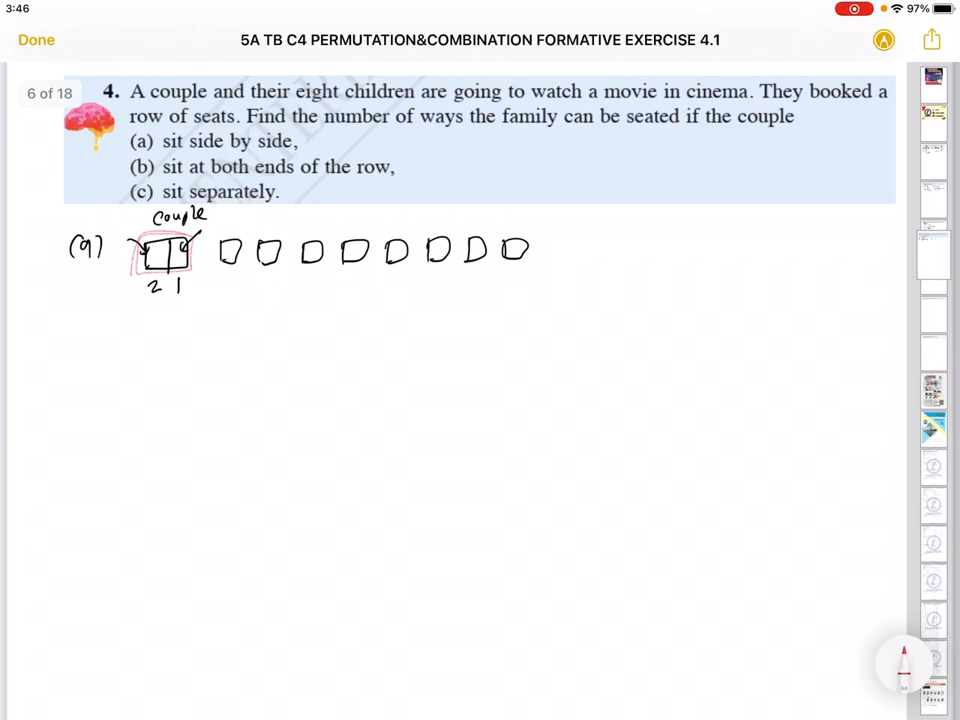 3:46
97%
Done
5A TB C4 PERMUTATION&COMBINATION FORMATIVE EXERCISE 4.1
6 of 18
4. A couple and their eight children are going to watch a movie in cinema. They booked a
row of seats. Find the number of ways the family can be seated if the couple
(a) sit side by side,
(b) sit at both ends of the row,
(c) sit separately.
couple
(a)
2 1